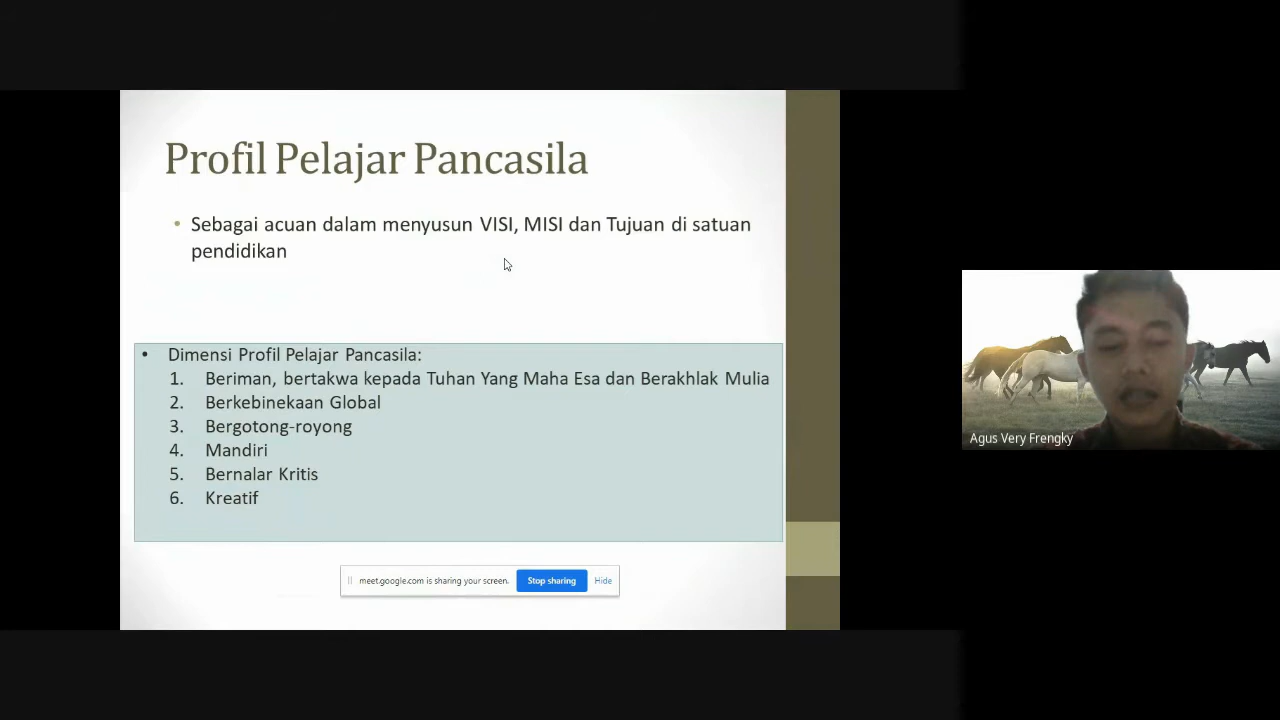 Profil Pelajar Pancasila
• Sebagai acuan dalam menyusun VISI, MISI dan Tujuan di satuan
pendidikan
• Dimensi Profil Pelajar Pancasila:
1. Beriman, bertakwa kepada Tuhan Yang Maha Esa dan Berakhlak Mulia
2. Berkebinekaan Global
3. Bergotong-royong
4. Mandiri
5. Bernalar Kritis
6. Kreatif
meet.google.com is sharing your screen. Stop sharing Hide
Agus Very Frengky